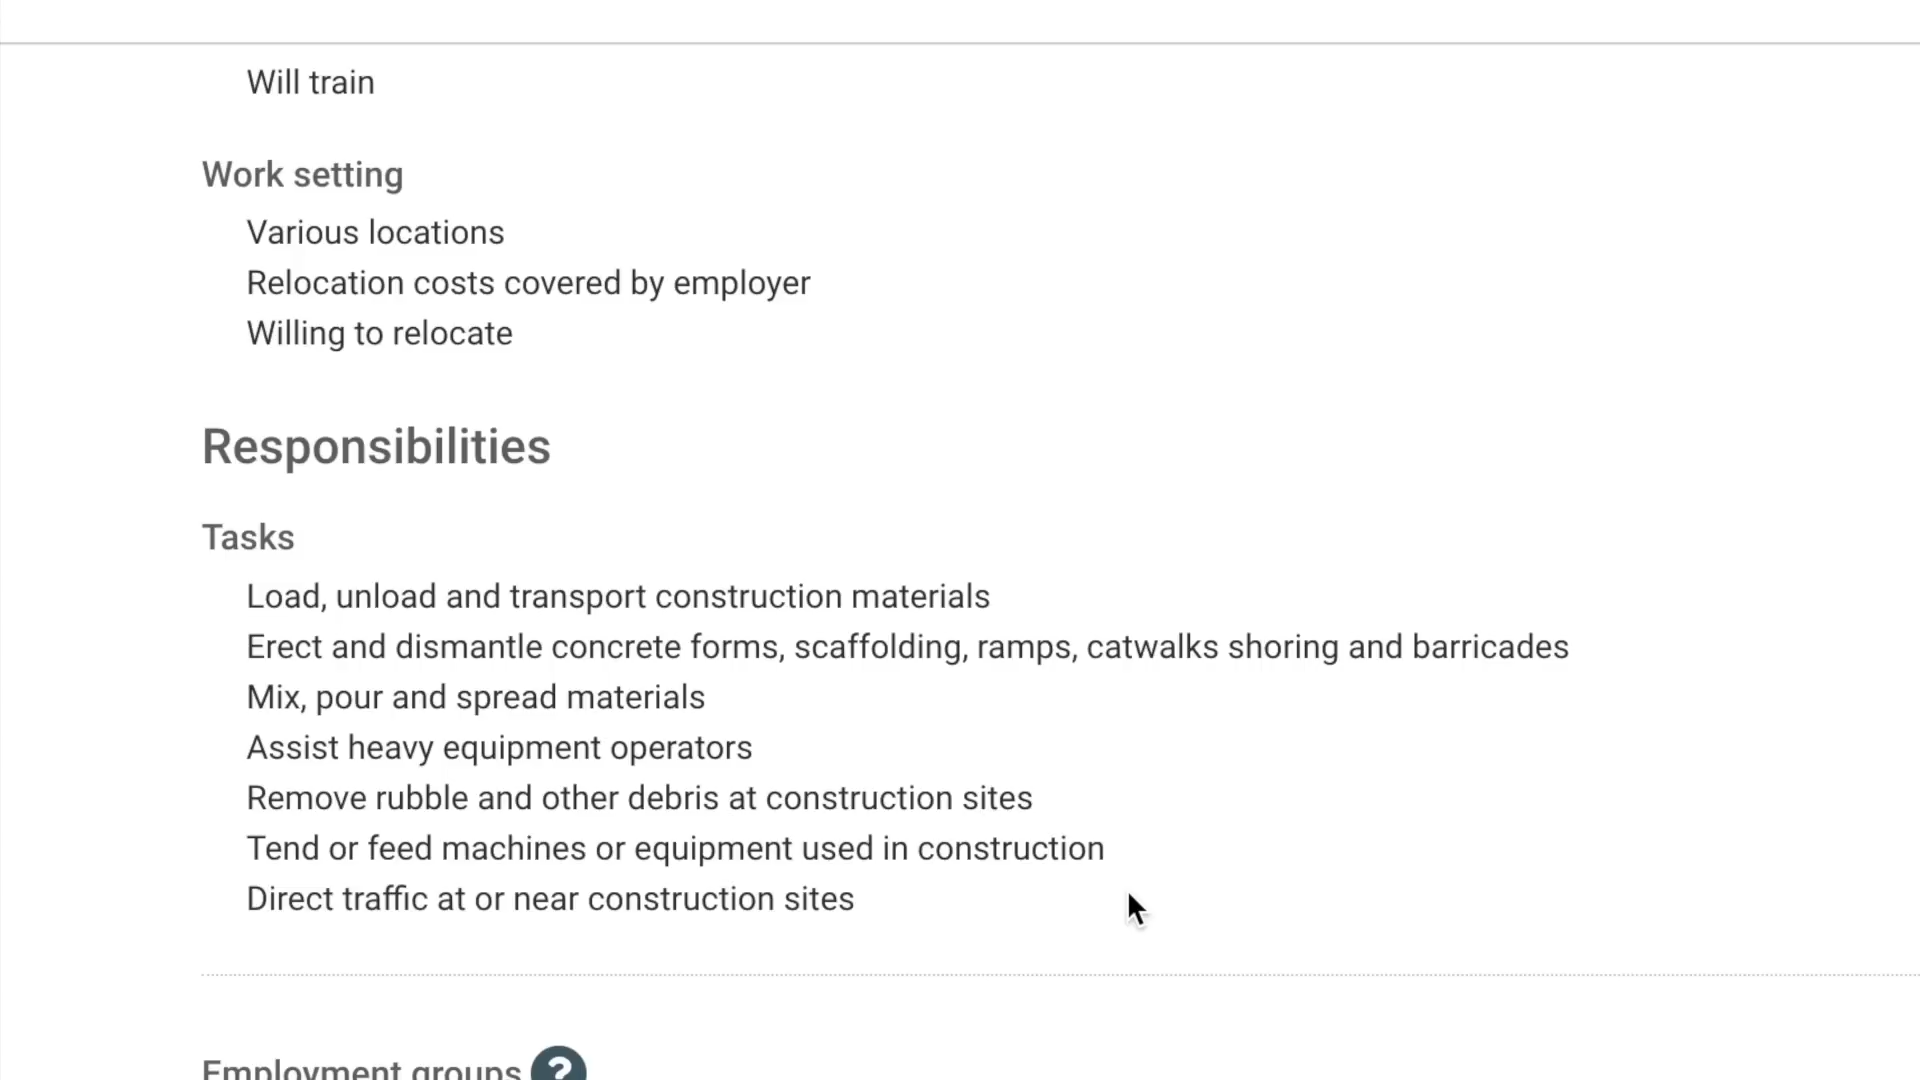 Will train
Work setting
Various locations
Relocation costs covered by employer
Willing to relocate
Responsibilities
Tasks
Load, unload and transport construction materials
Erect and dismantle concrete forms, scaffolding, ramps, catwalks shoring and barricades
Mix, pour and spread materials
Assist heavy equipment operators
Remove rubble and other debris at construction sites
Tend or feed machines or equipment used in construction
Direct traffic at or near construction sites
Employment groups ?